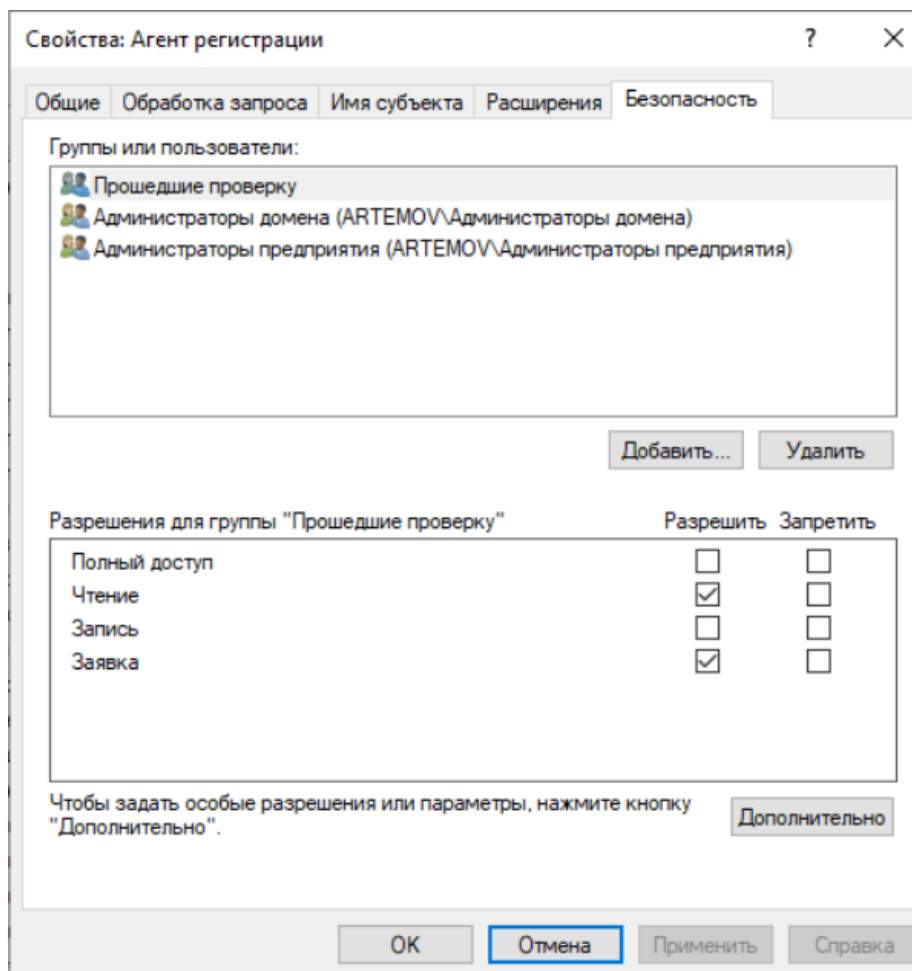 Свойства: Агент регистрации ?
Общие Обработка запроса Имя субъекта Расширения Безопасность
Группы или пользователи:
Прошедшие проверку
Администраторы домена (ARTEMOV\Администраторы домена)
Администраторы предприятия (ARTEMOV\Администраторы предприятия)
Добавить... Удалить
Разрешения для группы "Прошедшие проверку" Разрешить Запретить
Полный доступ
Чтение
Запись
Заявка
Чтобы задать особые разрешения или параметры, нажмите кнопку
"Дополнительно".
Дополнительно
ОК Отмена Применить Справка